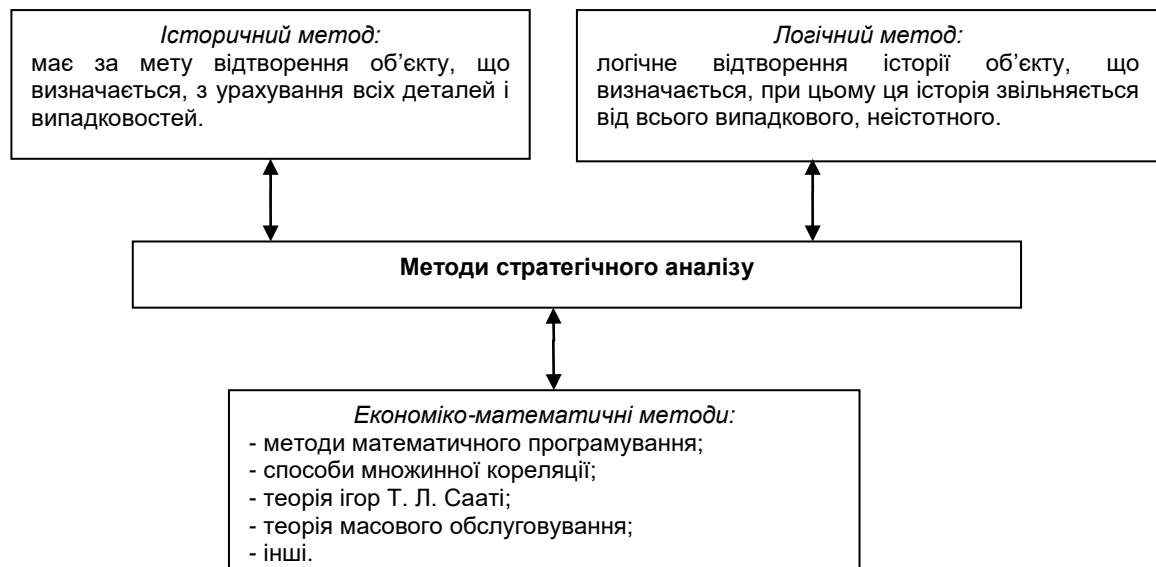 Історичний метод:
має за мету відтворення об’єкту, що
визначається, з урахування всіх деталей і
випадковостей.
Логічний метод:
логічне відтворення історії об’єкту, що
визначається, при цьому ця історія звільняється
від всього випадкового, неістотного.
Методи стратегічного аналізу
Економіко-математичні методи:
- методи математичного програмування;
- способи множинної кореляції;
- теорія ігор Т. Л. Сааті;
- теорія масового обслуговування;
- інші.